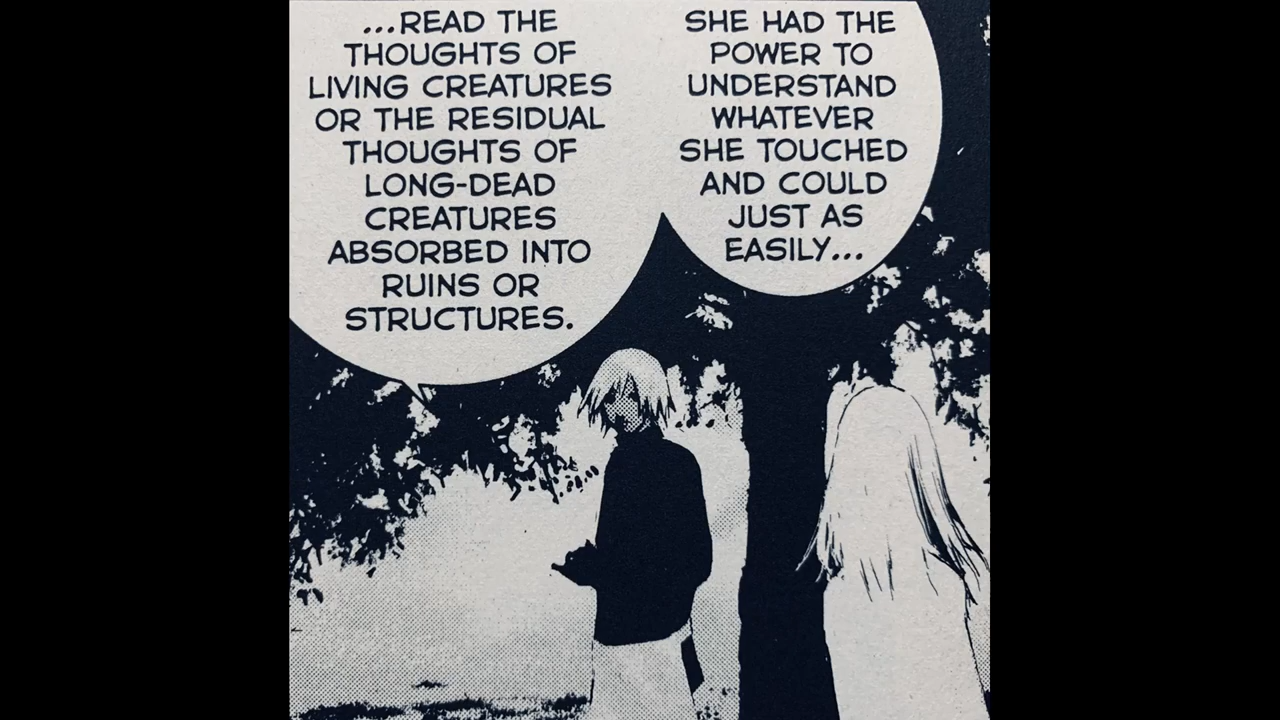 SHE HAD THE
POWER TO
UNDERSTAND
WHATEVER
SHE TOUCHED
AND COULD
JUST AS
EASILY...
...READ THE
THOUGHTS OF
LIVING CREATURES
OR THE RESIDUAL
THOUGHTS OF
LONG-DEAD
CREATURES
ABSORBED INTO
RUINS OR
STRUCTURES.